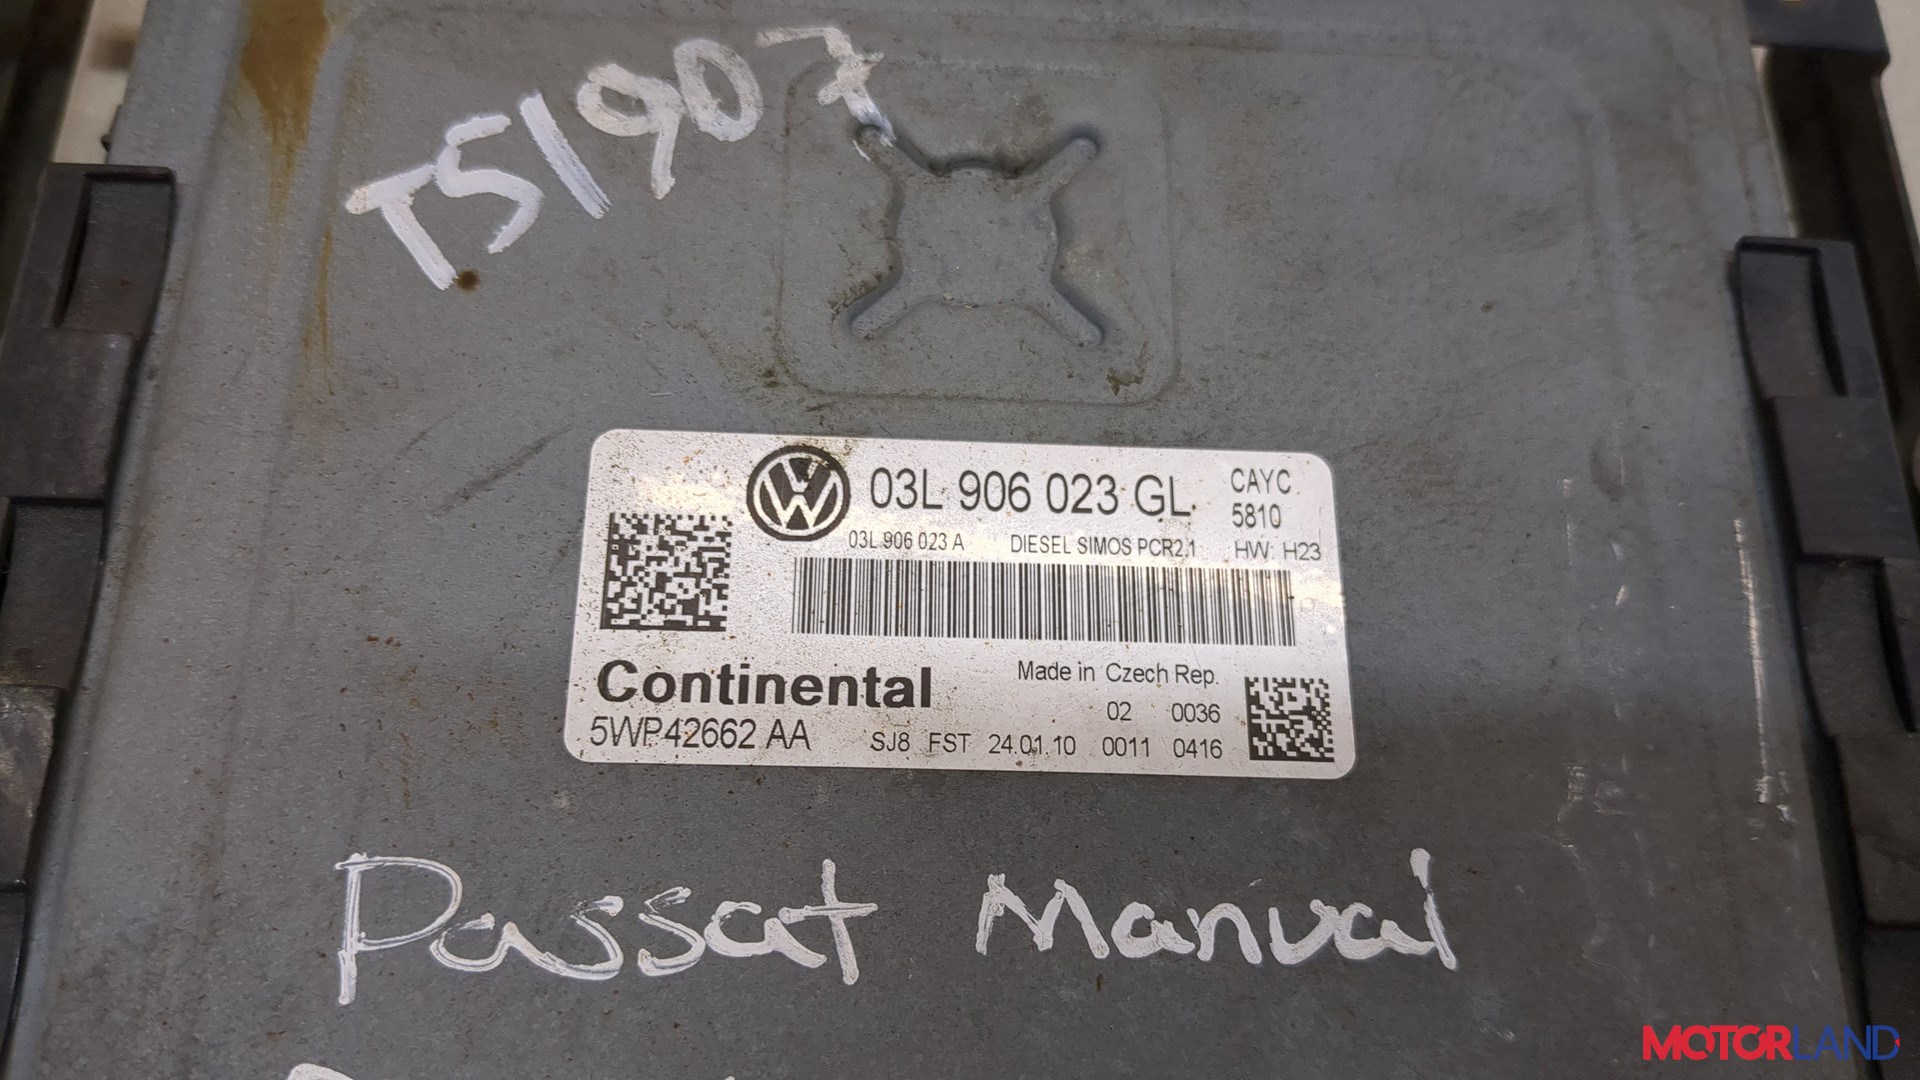 TS1907
03L 906 023 GL
CAYC
5810
03L 906 023 A DIESEL SIMOS PCR2.1 HW: H23
Continental
Made in Czech Rep.
02 0036
5WP42662 AA SJ8 FST 24.01.10 0011 0416
Passat Manual
MOTORLAND